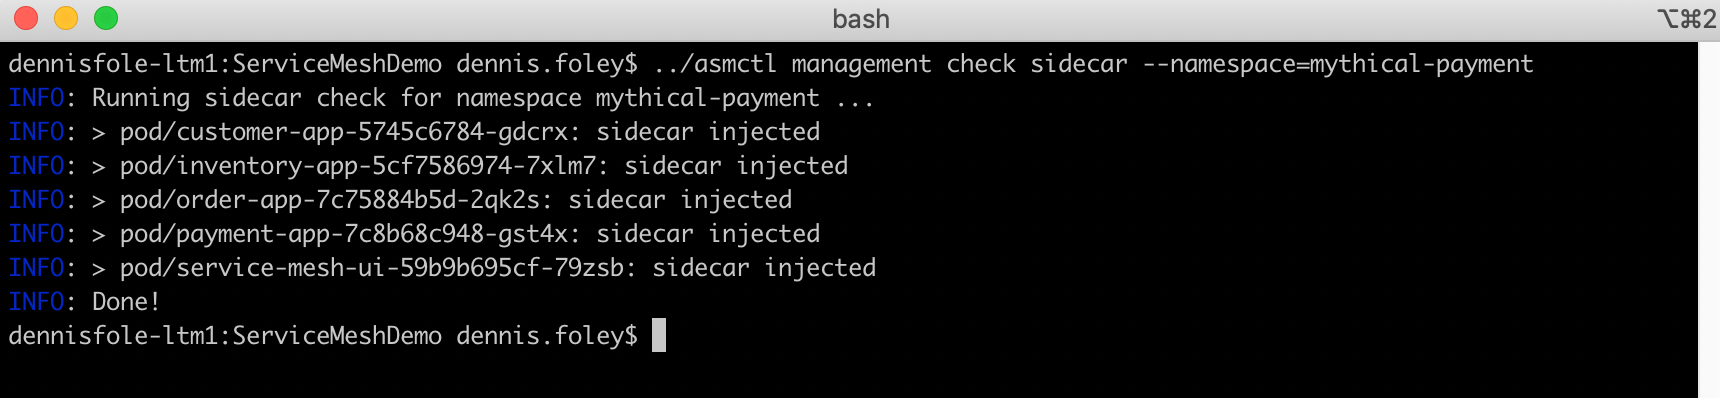 bash
⌥⌘2
dennisfole-ltm1:ServiceMeshDemo dennis.foley$ ../asmctl management check sidecar --namespace=mythical-payment
INFO: Running sidecar check for namespace mythical-payment ...
INFO: > pod/customer-app-5745c6784-gdcrx: sidecar injected
INFO: > pod/inventory-app-5cf7586974-7xlm7: sidecar injected
INFO: > pod/order-app-7c75884b5d-2qk2s: sidecar injected
INFO: > pod/payment-app-7c8b68c948-gst4x: sidecar injected
INFO: > pod/service-mesh-ui-59b9b695cf-79zsb: sidecar injected
INFO: Done!
dennisfole-ltm1:ServiceMeshDemo dennis.foley$